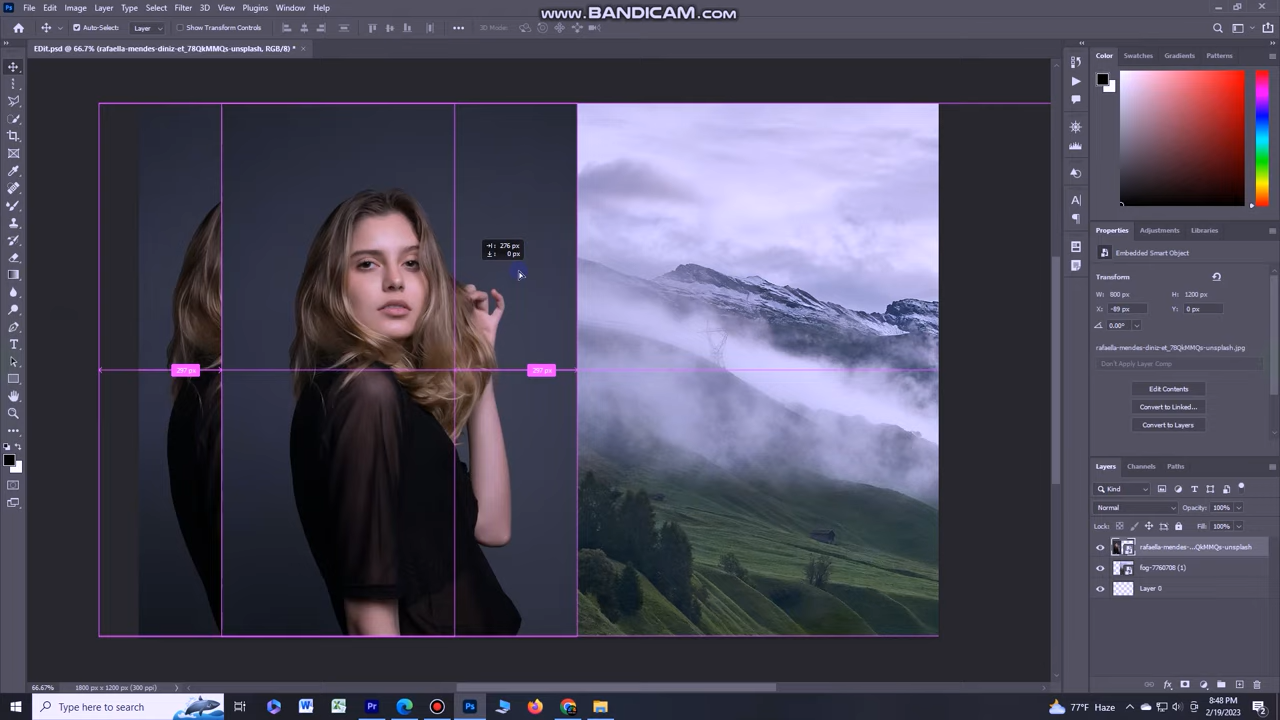 Ps File Edit Image Layer Type Select Filter 3D View Plugins Window Help
www.BANDICAM.com
Auto-Select: Layer Show Transform Controls 3D Mode:
EDit.psd @ 66.7% (rafaella-mendes-diniz-et_78QkMMQs-unsplash, RGB/8) * ×
Color Swatches Gradients Patterns
Properties Adjustments Libraries
Embedded Smart Object
Transform
W: 800 px H: 1200 px
X: -89 px Y: 0 px
0.00°
rafaella-mendes-diniz-et_78QkMMQs-unsplash.jpg
Don't Apply Layer Comp
Edit Contents
Convert to Linked...
Convert to Layers
276 px
0 px
297 px 297 px
Layers Channels Paths
Kind
Normal Opacity: 100%
Lock: Fill: 100%
rafaella-mendes-...QkMMQs-unsplash
fog-7760708 (1)
Layer 0
66.67% 1800 px x 1200 px (300 ppi)
Type here to search
77°F Haze
8:48 PM
2/19/2023